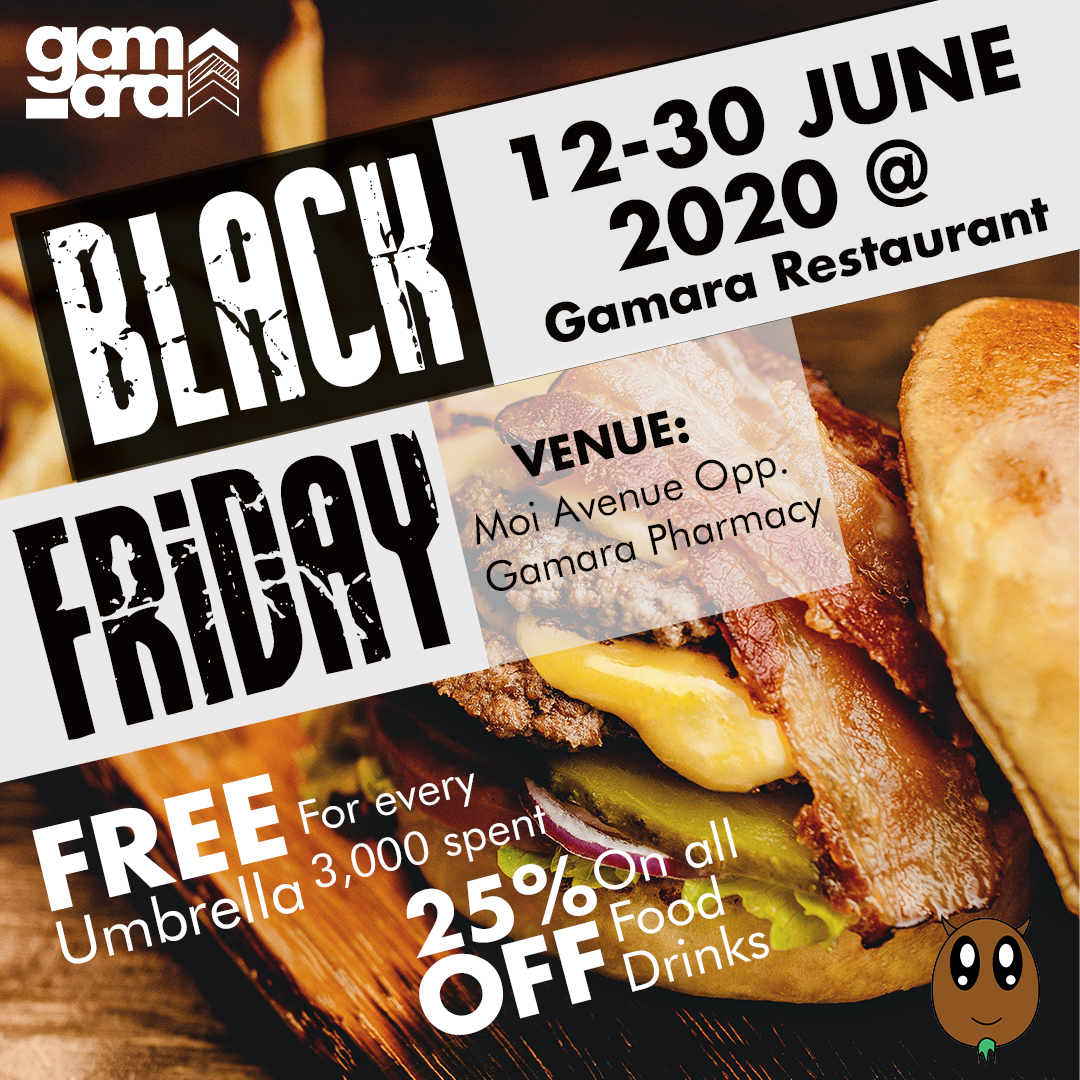 gam
ara
BLACK
FRiDAY
12-30 JUNE
2020 @
Gamara Restaurant
VENUE:
Moi Avenue Opp.
Gamara Pharmacy
FREE
Umbrella
For every
3,000 spent
25%
OFF
On all
Food
Drinks